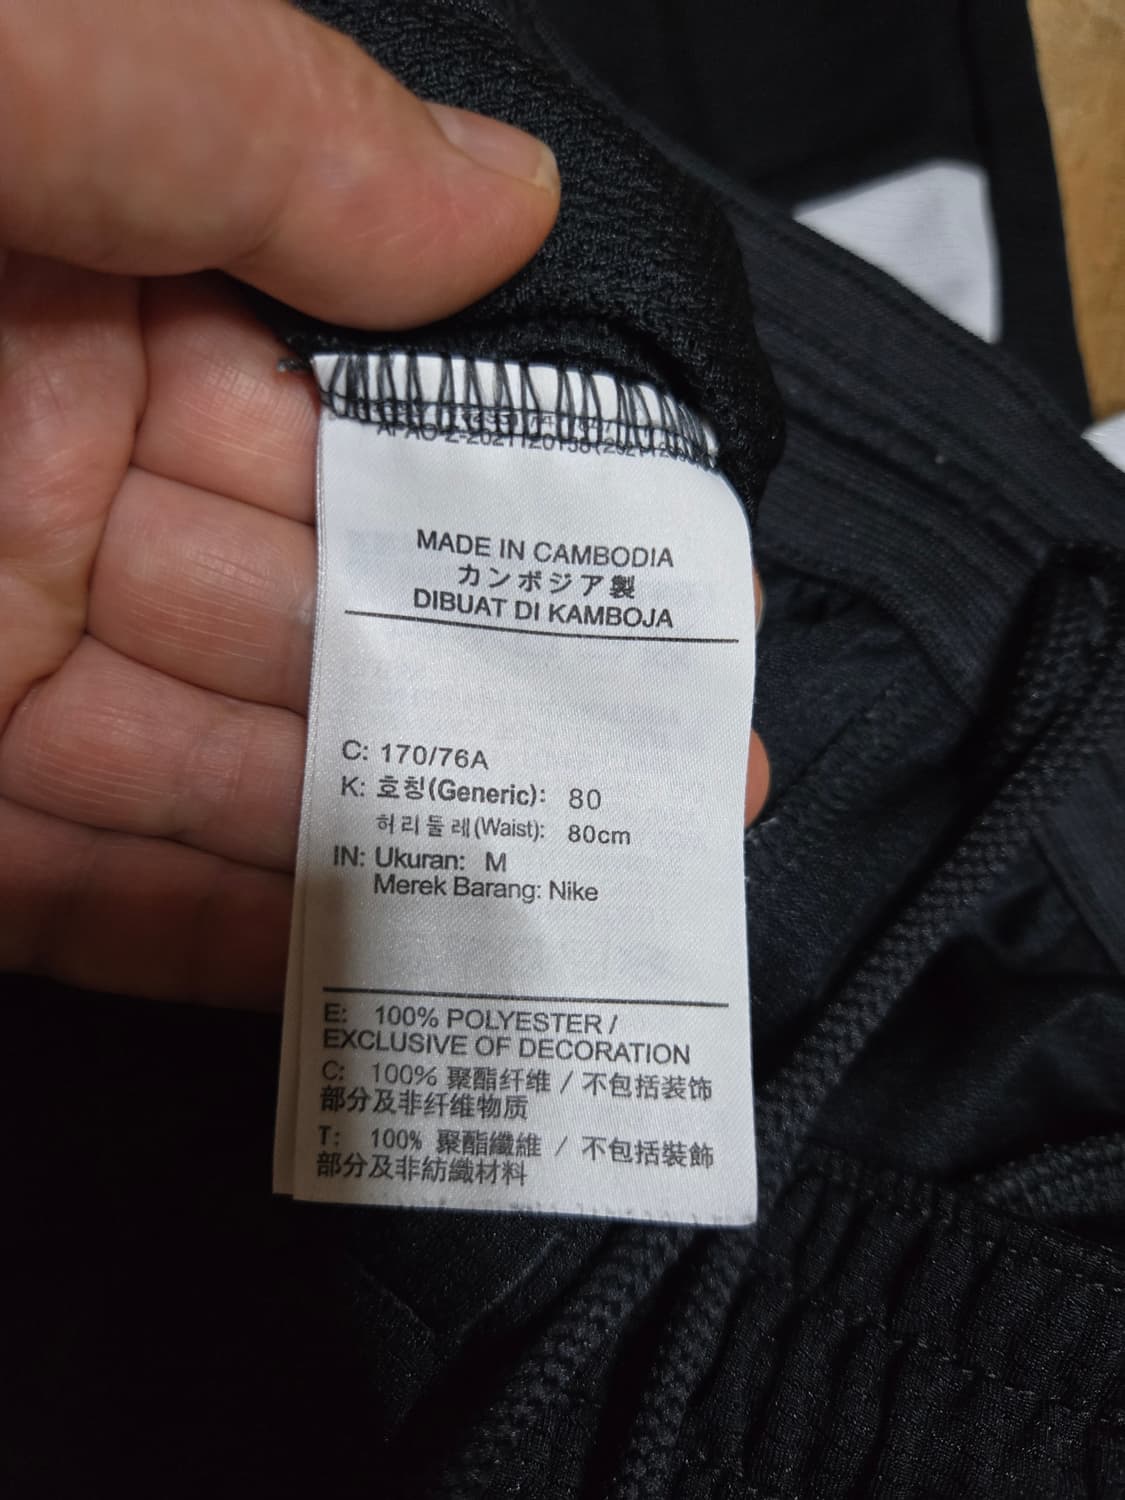 MADE IN CAMBODIA
カンボジア製
DIBUAT DI KAMBOJA
C: 170/76A
K: 호칭(Generic): 80
허리둘레(Waist): 80cm
IN: Ukuran: M
Merek Barang: Nike
E: 100% POLYESTER /
EXCLUSIVE OF DECORATION
C: 100% 聚酯纤维 / 不包括装饰
部分及非纤维物质
T: 100% 聚酯纖維 / 不包括裝飾
部分及非紡織材料